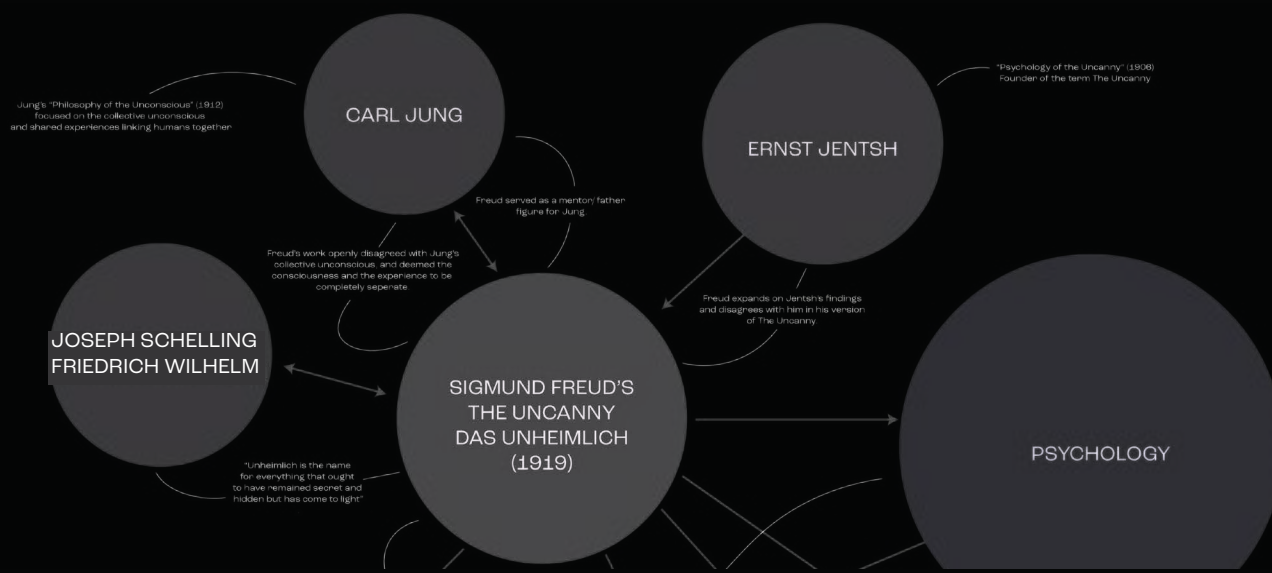 CARL JUNG
Jung's "Philosophy of the Unconscious" (1912)
focused on the collective unconscious
and shared experiences linking humans together
ERNST JENTSH
"Psychology of the Uncanny" (1906)
Founder of the term The Uncanny
Freud served as a mentor/ father
figure for Jung.
Freud's work openly disagreed with Jung's
collective unconscious, and deemed the
consciousness and the experience to be
completely seperate.
Freud expands on Jentsh's findings
and disagrees with him in his version
of The Uncanny.
JOSEPH SCHELLING
FRIEDRICH WILHELM
SIGMUND FREUD'S
THE UNCANNY
DAS UNHEIMLICH
(1919)
PSYCHOLOGY
"Unheimlich is the name
for everything that ought
to have remained secret and
hidden but has come to light"